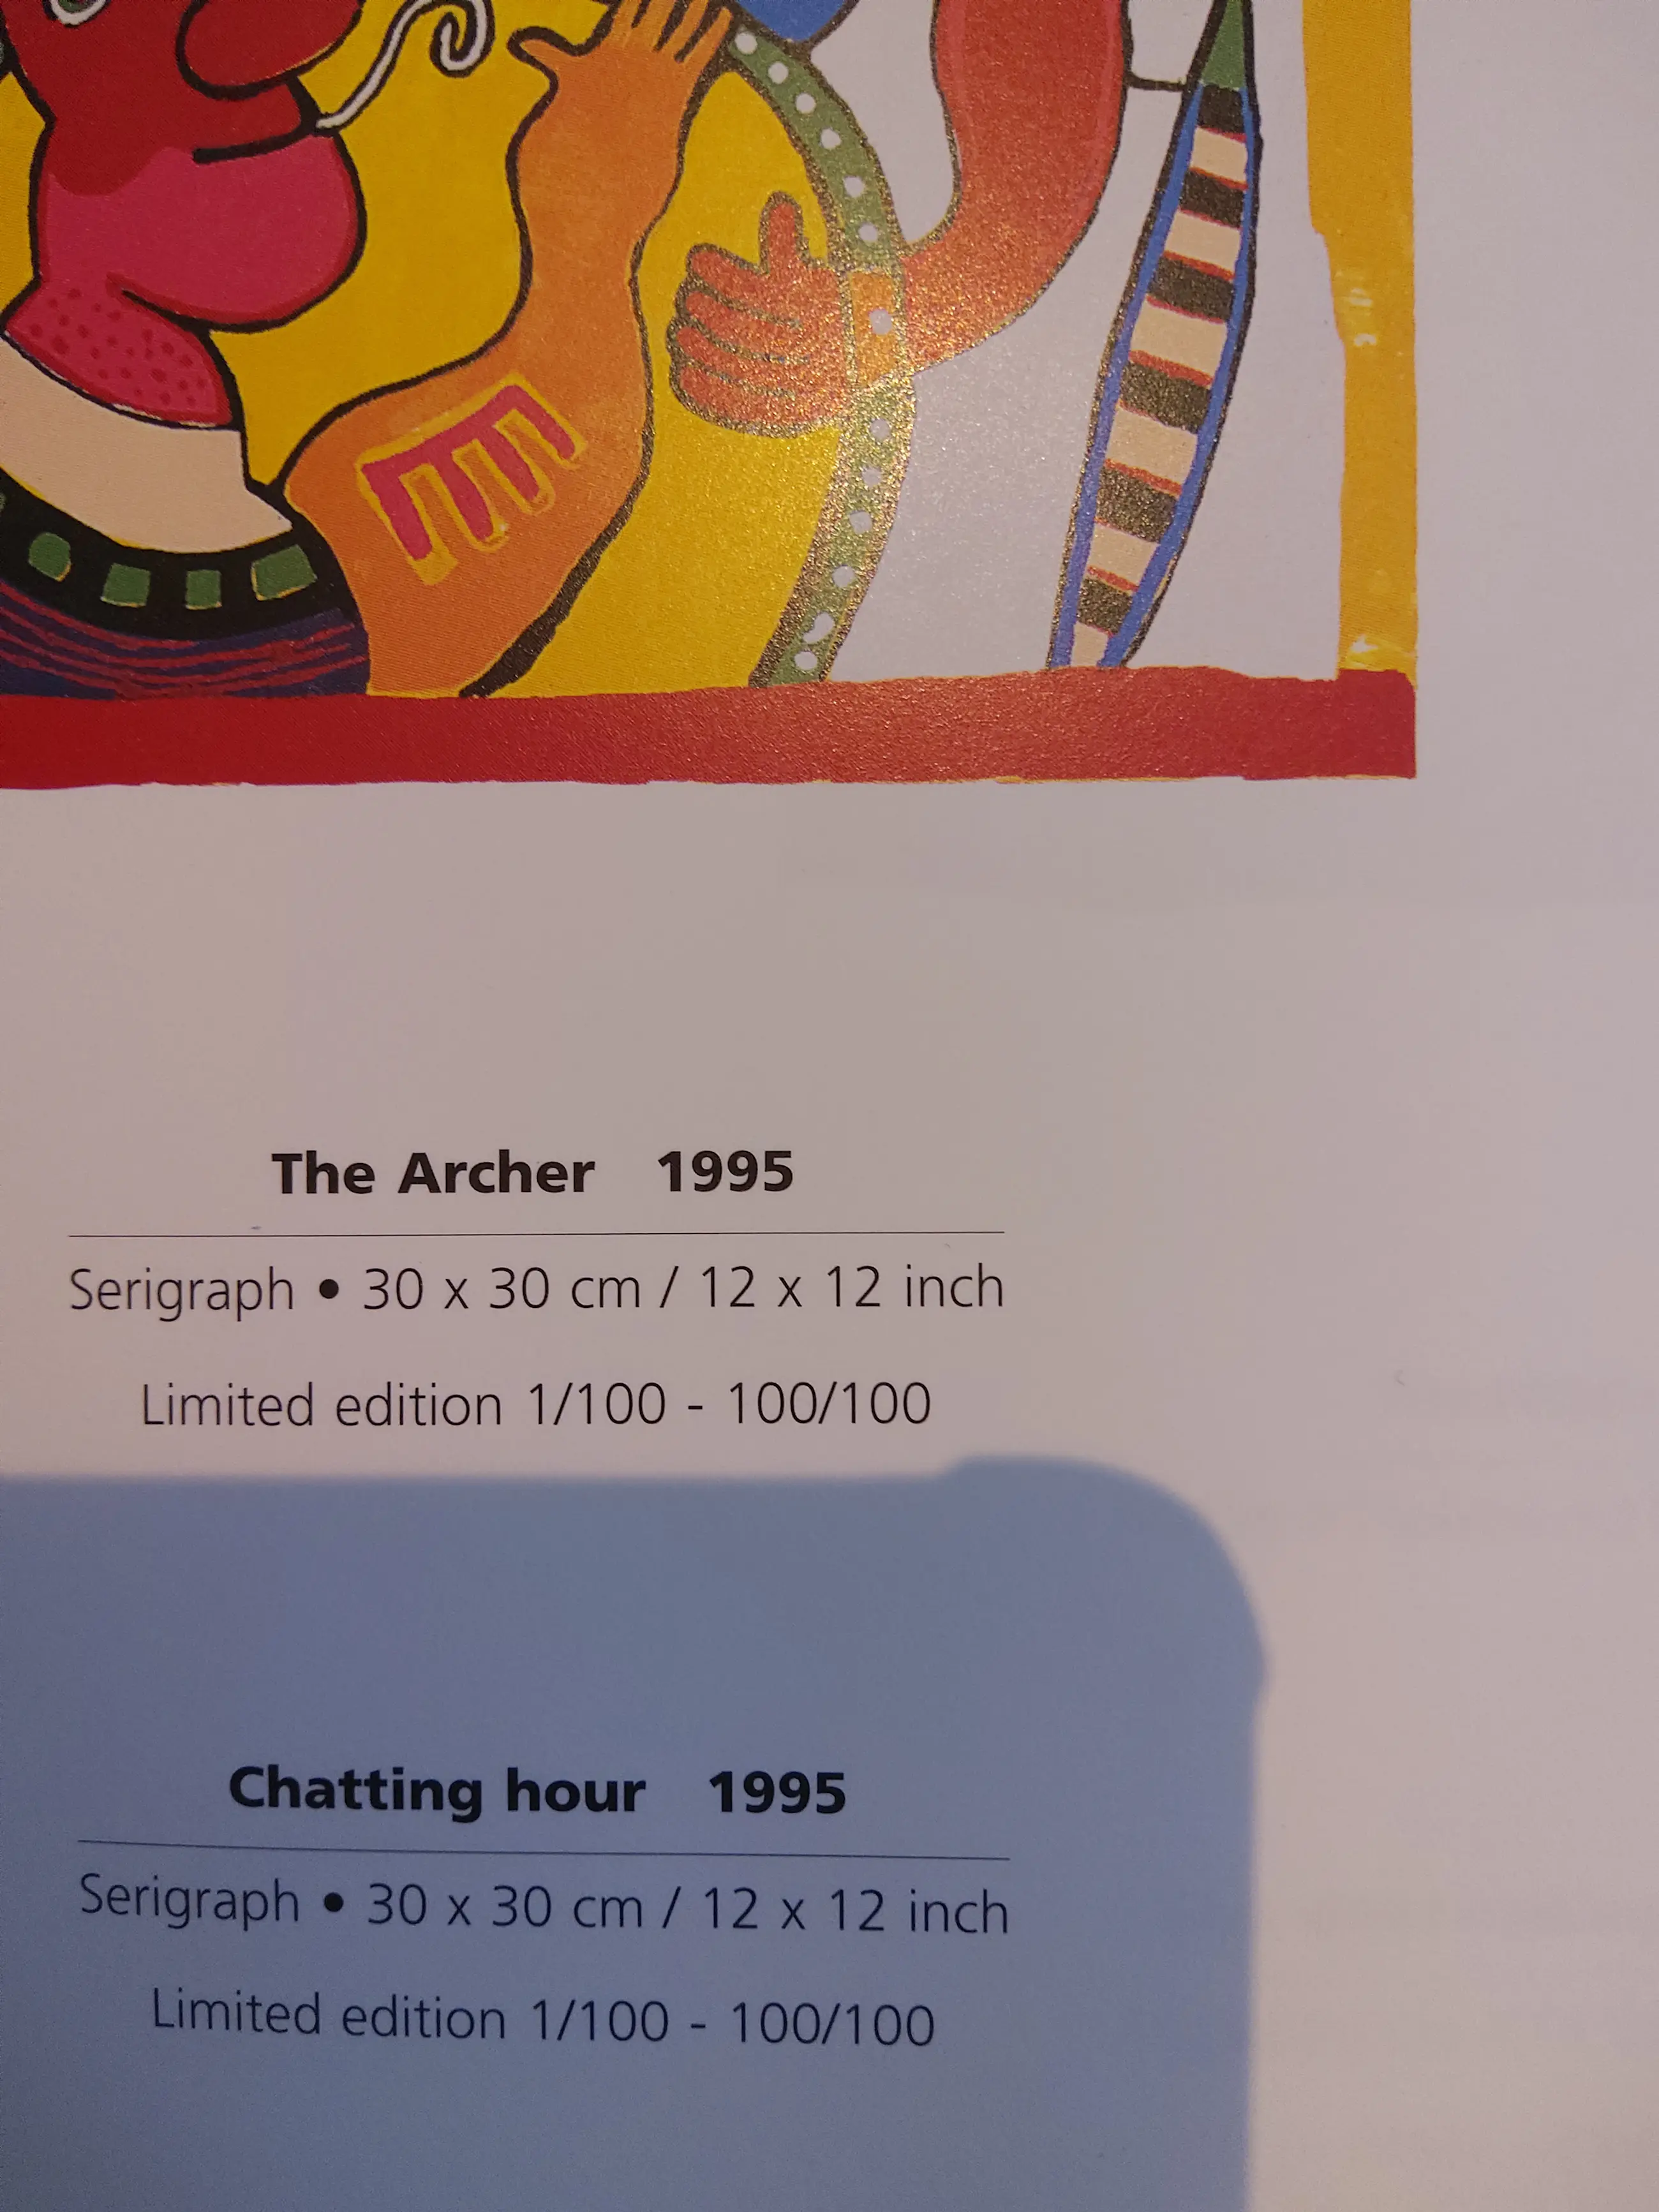 The Archer 1995
Serigraph • 30 x 30 cm / 12 x 12 inch
Limited edition 1/100 - 100/100
Chatting hour 1995
Serigraph • 30 x 30 cm / 12 x 12 inch
Limited edition 1/100 - 100/100